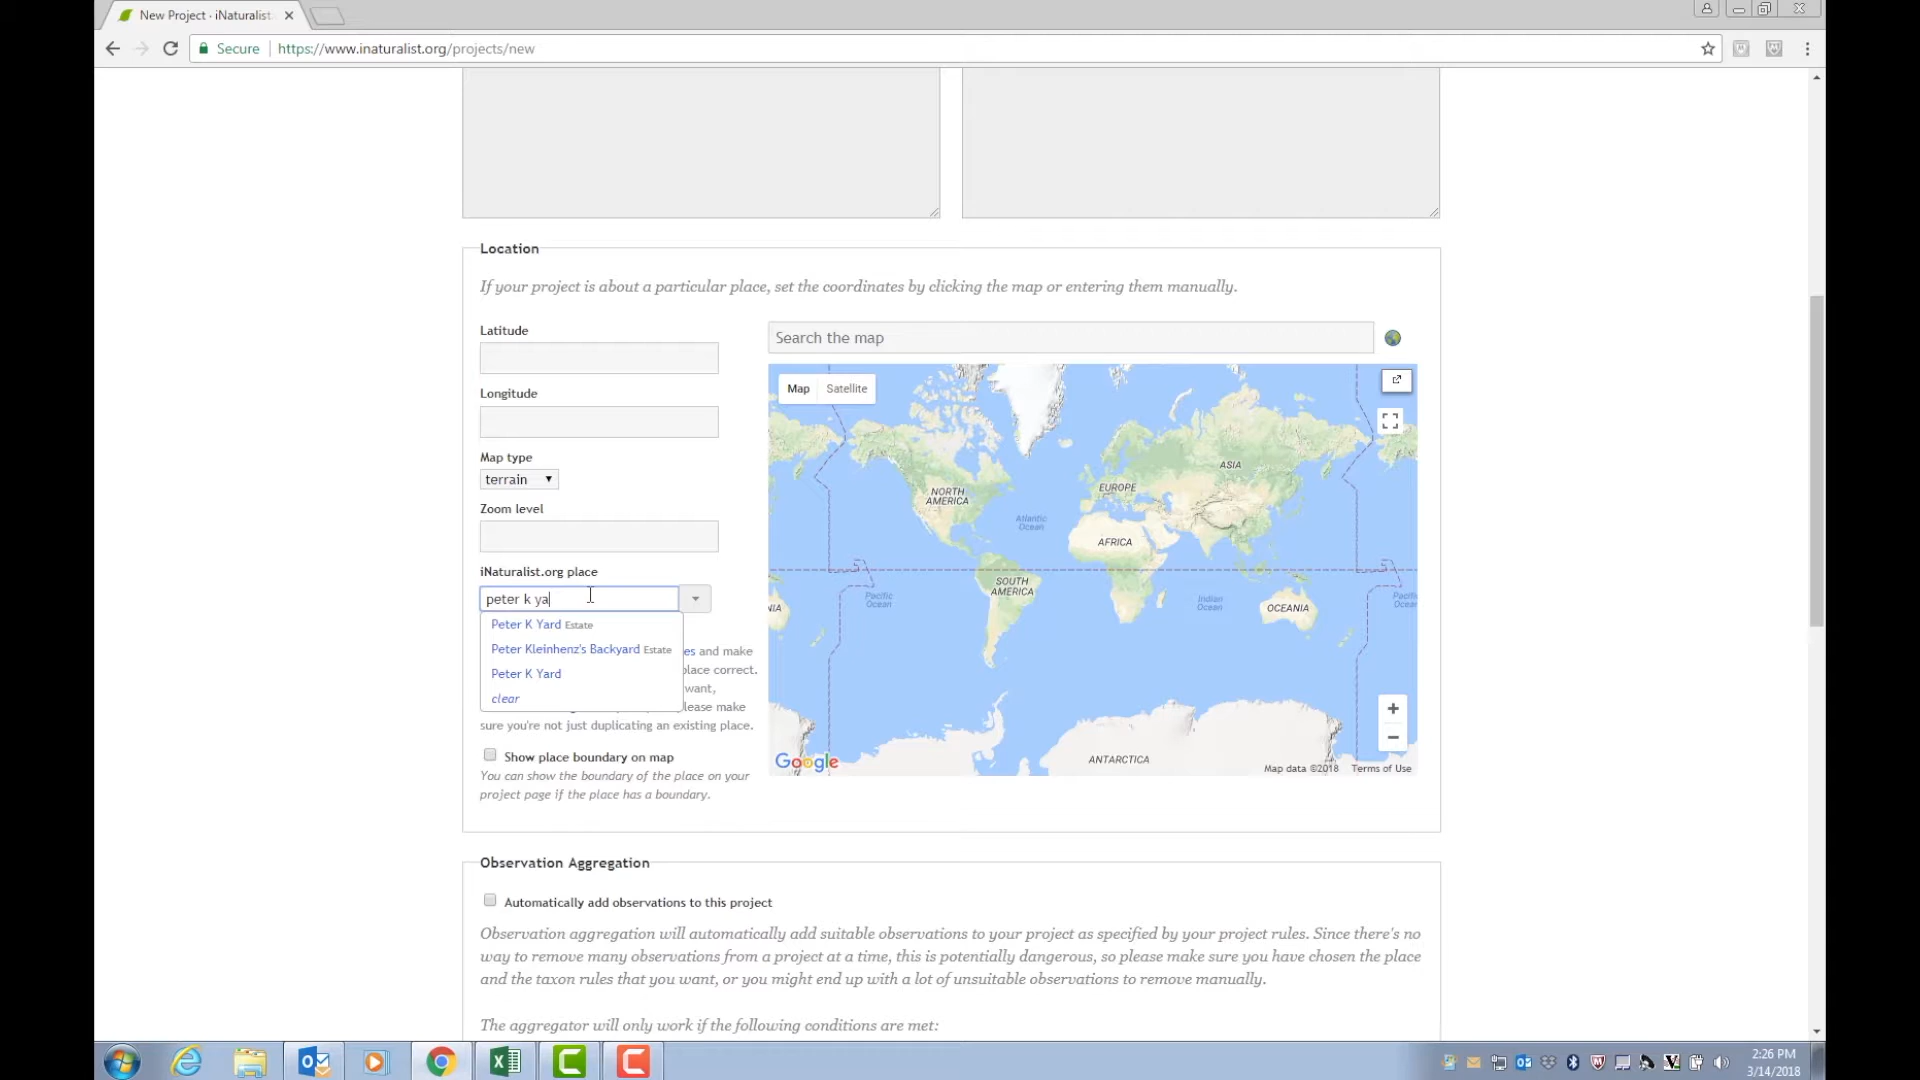 New Project · iNaturalist
Secure
https://www.inaturalist.org/projects/new
Location
If your project is about a particular place, set the coordinates by clicking the map or entering them manually.
Latitude
Longitude
Map type
terrain
Zoom level
iNaturalist.org place
peter k ya
Peter K Yard Estate
Peter Kleinhenz's Backyard Estate
Peter K Yard
clear
es and make
place correct.
want,
lease make
sure you're not just duplicating an existing place.
Show place boundary on map
You can show the boundary of the place on your
project page if the place has a boundary.
Search the map
Map Satellite
NORTH
AMERICA
Atlantic
Ocean
EUROPE
ASIA
AFRICA
SOUTH
AMERICA
Pacific
Ocean
Indian
Ocean
OCEANIA
Pacific
Ocean
ANTARCTICA
Google
Map data ©2018 Terms of Use
Observation Aggregation
Automatically add observations to this project
Observation aggregation will automatically add suitable observations to your project as specified by your project rules. Since there's no
way to remove many observations from a project at a time, this is potentially dangerous, so please make sure you have chosen the place
and the taxon rules that you want, or you might end up with a lot of unsuitable observations to remove manually.
The aggregator will only work if the following conditions are met:
2:26 PM
3/14/2018